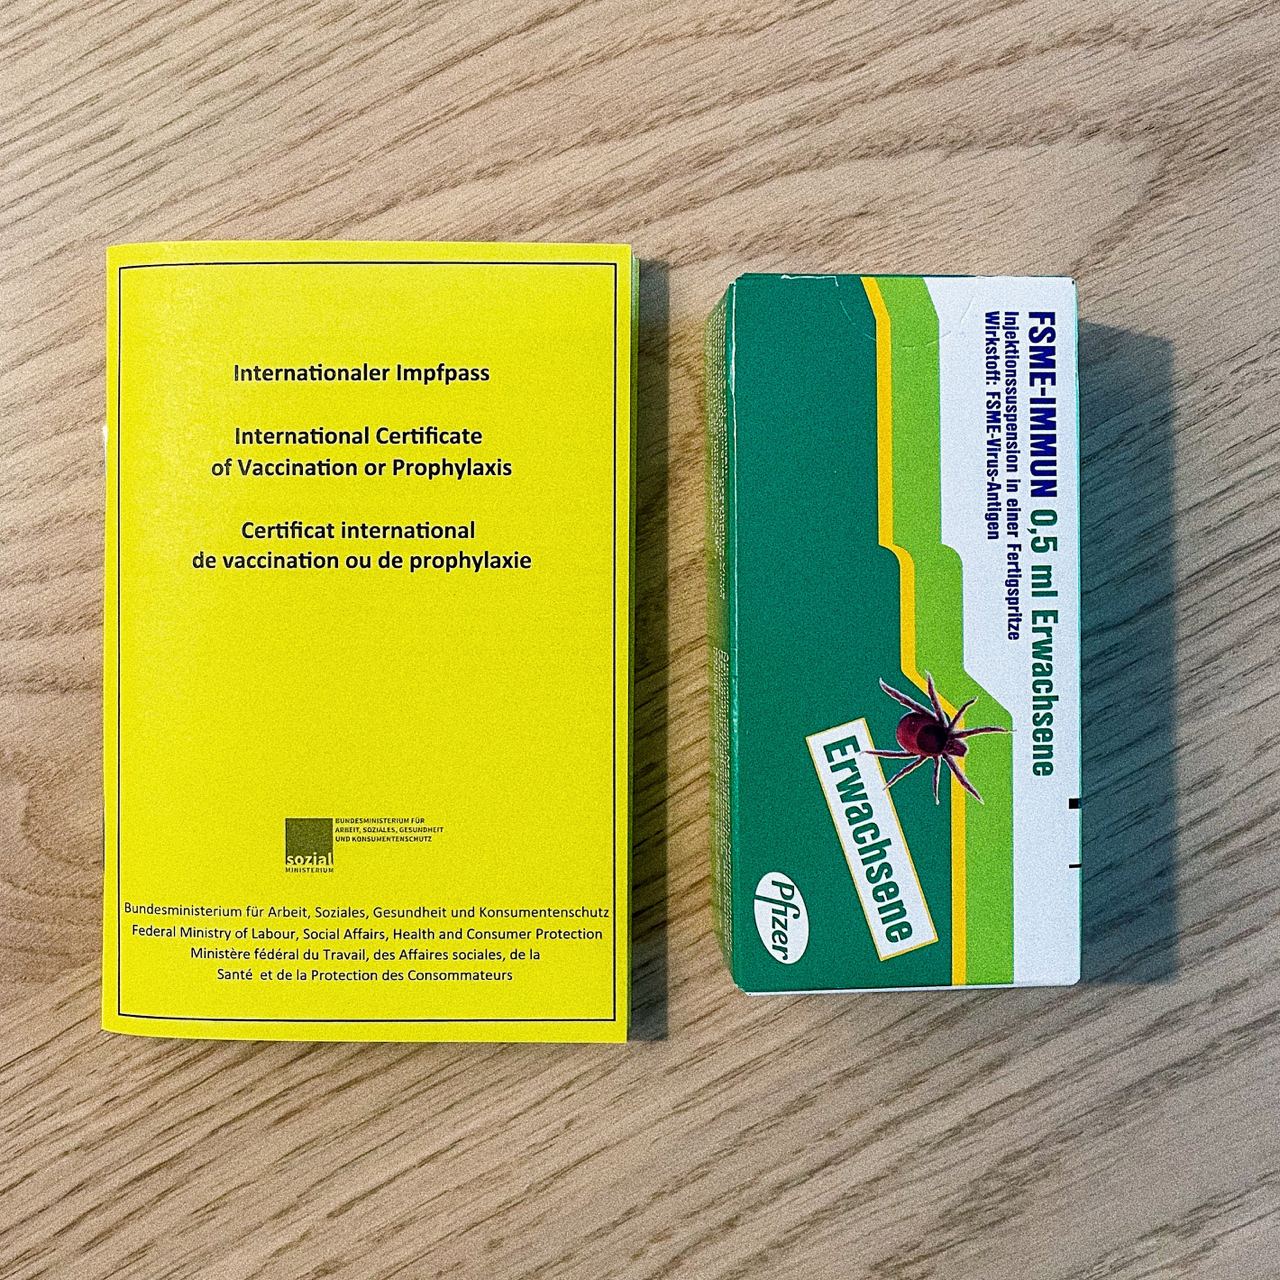 Internationaler Impfpass
International Certificate
of Vaccination or Prophylaxis
Certificat international
de vaccination ou de prophylaxie
sozial
MINISTERIUM
BUNDESMINISTERIUM FÜR
ARBEIT, SOZIALES, GESUNDHEIT
UND KONSUMENTENSCHUTZ
Bundesministerium für Arbeit, Soziales, Gesundheit und Konsumentenschutz
Federal Ministry of Labour, Social Affairs, Health and Consumer Protection
Ministère fédéral du Travail, des Affaires sociales, de la
Santé et de la Protection des Consommateurs
FSME-IMMUN 0,5 ml Erwachsene
Injektionssuspension in einer Fertigspritze
Wirkstoff: FSME-Virus-Antigen
Erwachsene
Pfizer